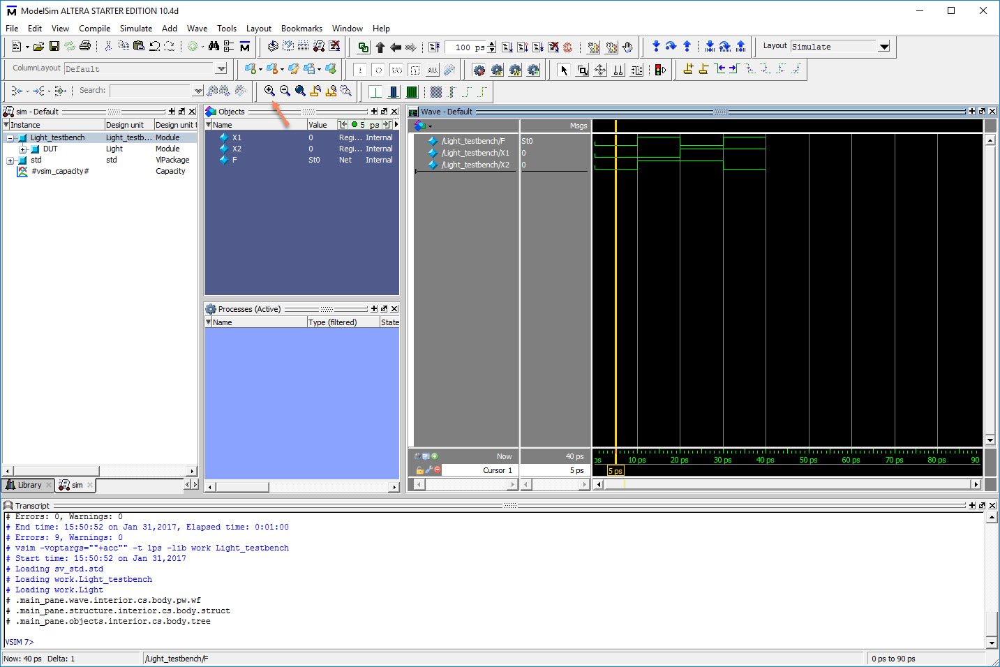 ModelSim ALTERA STARTER EDITION 10.4d
File Edit View Compile Simulate Add Wave Tools Layout Bookmarks Window Help
100 ps
Layout Simulate
ColumnLayout Default
ALL
Search:
sim - Default
Instance Design unit Design unit t
Light_testbench Light_testb... Module
DUT Light Module
std std VlPackage
#vsim_capacity# Capacity
Library sim
Objects
Name Value 5 ps
X1 0 Regi... Internal
X2 0 Regi... Internal
F St0 Net Internal
Processes (Active)
Name Type (filtered) State
Wave - Default
Msgs
/Light_testbench/F St0
/Light_testbench/X1 0
/Light_testbench/X2 0
Now 40 ps
ps 10 ps 20 ps 30 ps 40 ps 50 ps 60 ps 70 ps 80 ps 90
Cursor 1 5 ps
5 ps
Transcript
# Errors: 0, Warnings: 0
# End time: 15:50:52 on Jan 31,2017, Elapsed time: 0:01:00
# Errors: 9, Warnings: 0
# vsim -voptargs=""+acc"" -t 1ps -lib work Light_testbench
# Start time: 15:50:52 on Jan 31,2017
# Loading sv_std.std
# Loading work.Light_testbench
# Loading work.Light
# .main_pane.wave.interior.cs.body.pw.wf
# .main_pane.structure.interior.cs.body.struct
# .main_pane.objects.interior.cs.body.tree
VSIM 7>
Now: 40 ps Delta: 1 /Light_testbench/F 0 ps to 90 ps